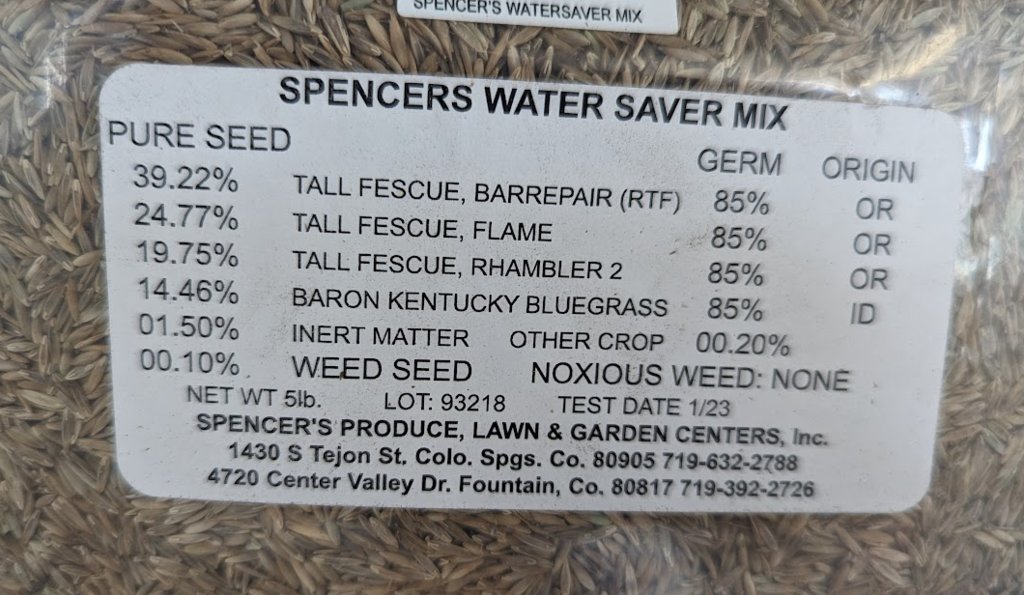 SPENCER'S WATERSAVER MIX
SPENCERS WATER SAVER MIX
PURE SEED GERM ORIGIN
39.22% TALL FESCUE, BARREPAIR (RTF) 85% OR
24.77% TALL FESCUE, FLAME 85% OR
19.75% TALL FESCUE, RHAMBLER 2 85% OR
14.46% BARON KENTUCKY BLUEGRASS 85% ID
01.50% INERT MATTER OTHER CROP 00.20%
00.10% WEED SEED NOXIOUS WEED: NONE
NET WT 5lb. LOT: 93218 TEST DATE 1/23
SPENCER'S PRODUCE, LAWN & GARDEN CENTERS, Inc.
1430 S Tejon St. Colo. Spgs. Co. 80905 719-632-2788
4720 Center Valley Dr. Fountain, Co. 80817 719-392-2726